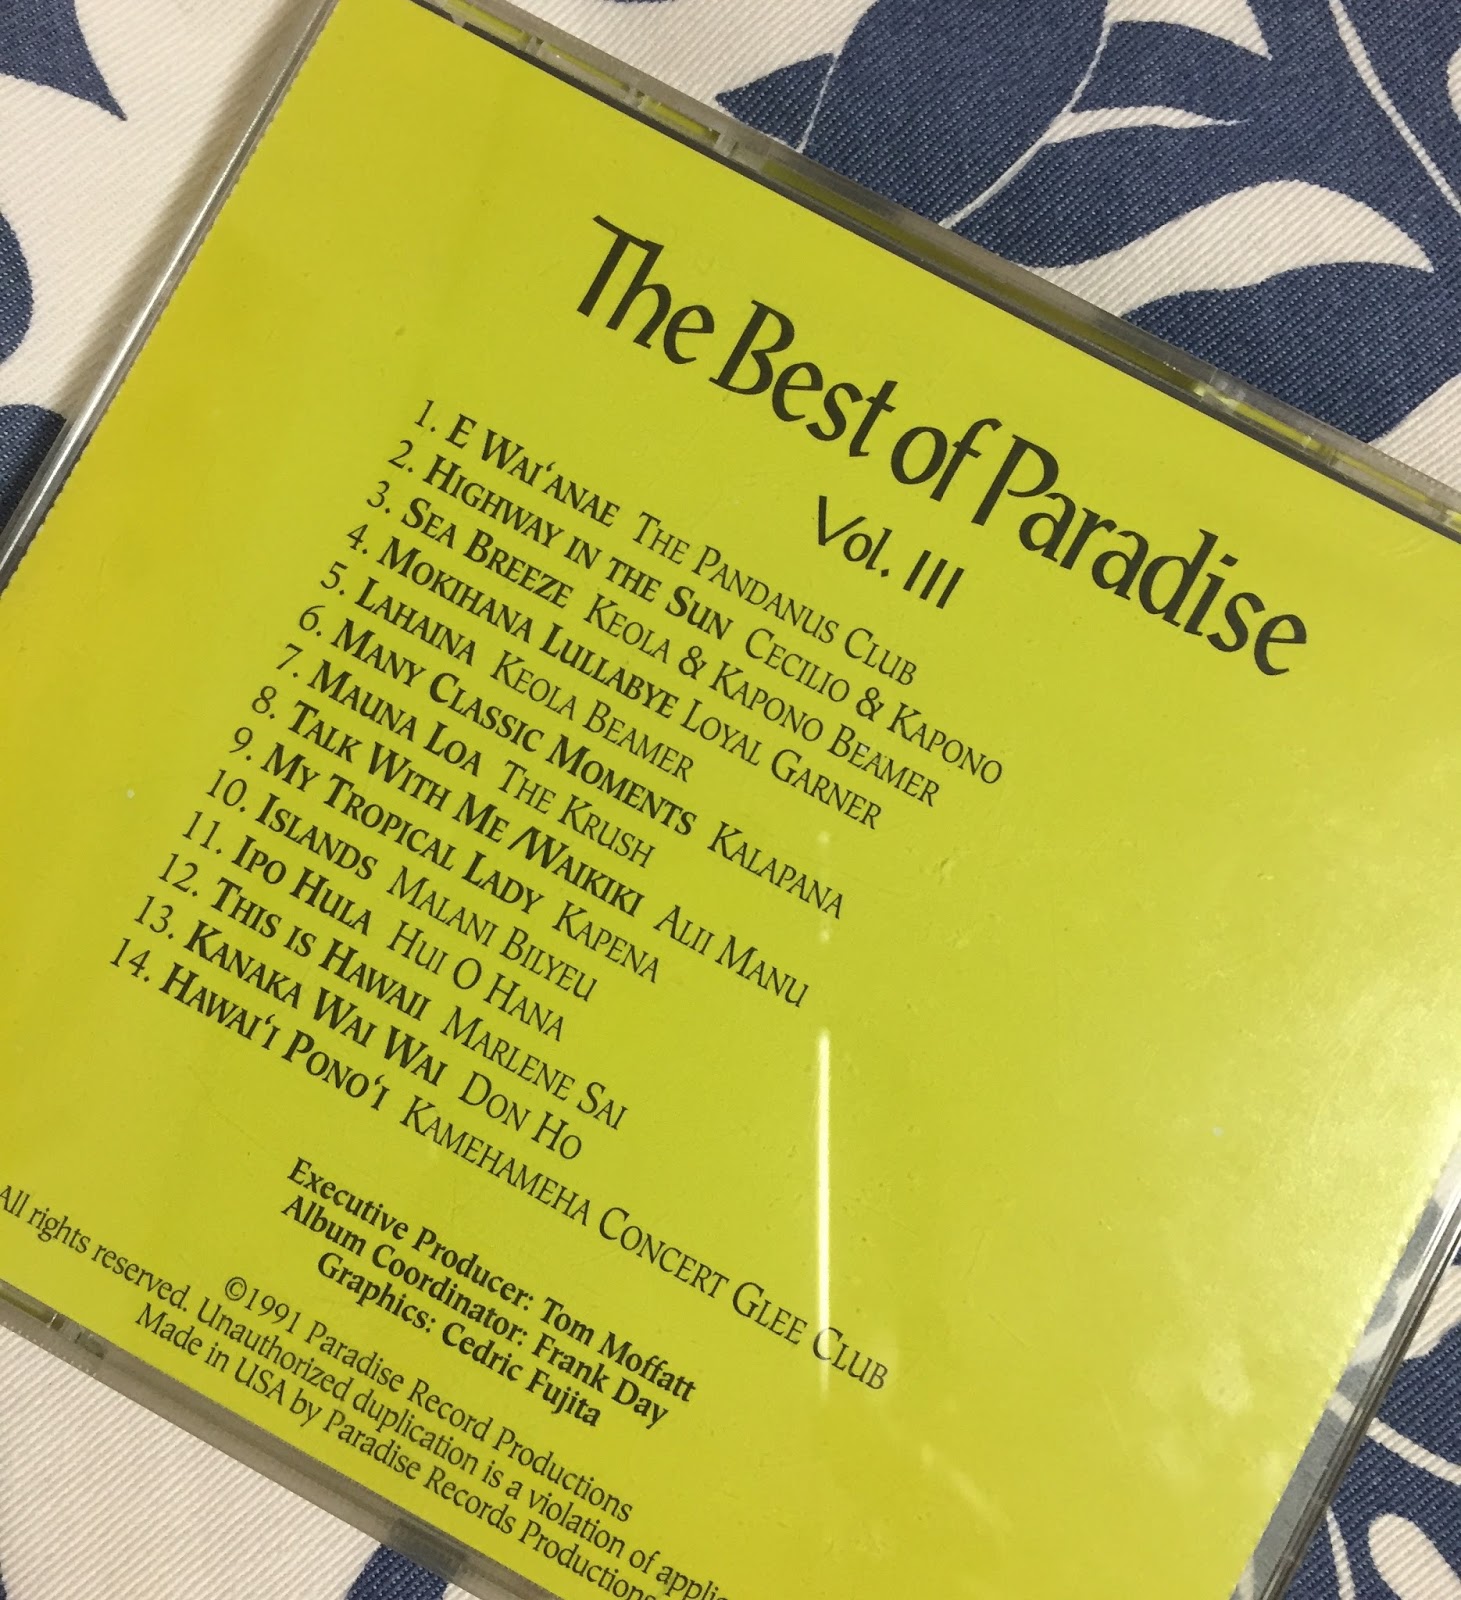 The Best of Paradise
Vol. III
1. E WAI‘ANAE THE PANDANUS CLUB
2. HIGHWAY IN THE SUN CECILIO & KAPONO
3. SEA BREEZE KEOLA & KAPONO BEAMER
4. MOKIHANA LULLABYE LOYAL GARNER
5. LAHAINA KEOLA BEAMER
6. MANY CLASSIC MOMENTS KALAPANA
7. MAUNA LOA THE KRUSH
8. TALK WITH ME/WAIKIKI ALII MANU
9. MY TROPICAL LADY KAPENA
10. ISLANDS MALANI BILYEU
11. IPO HULA HUI O HANA
12. THIS IS HAWAII MARLENE SAI
13. KANAKA WAI WAI DON HO
14. HAWAI‘I PONO‘I KAMEHAMEHA CONCERT GLEE CLUB
Executive Producer: Tom Moffatt
Album Coordinator: Frank Day
Graphics: Cedric Fujita
©1991 Paradise Record Productions
All rights reserved. Unauthorized duplication is a violation of applic
Made in USA by Paradise Records Productions